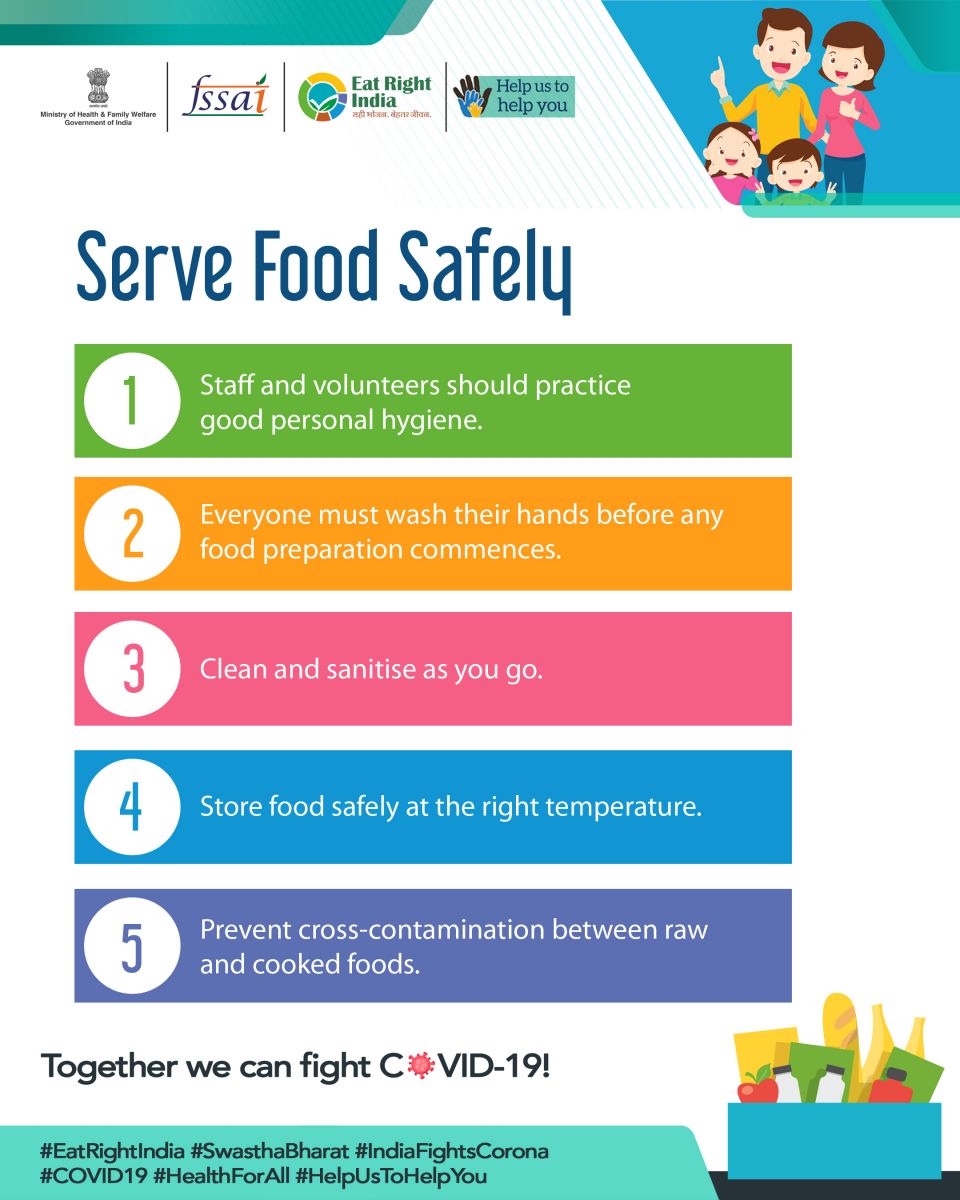 Ministry of Health & Family Welfare
Government of India
fssai
Eat Right
India
सही भोजन. बेहतर जीवन.
Help us to
help you
Serve Food Safely
1
Staff and volunteers should practice
good personal hygiene.
2
Everyone must wash their hands before any
food preparation commences.
3
Clean and sanitise as you go.
4
Store food safely at the right temperature.
5
Prevent cross-contamination between raw
and cooked foods.
Together we can fight COVID-19!
#EatRightIndia #SwasthaBharat #IndiaFightsCorona
#COVID19 #HealthForAll #HelpUsToHelpYou